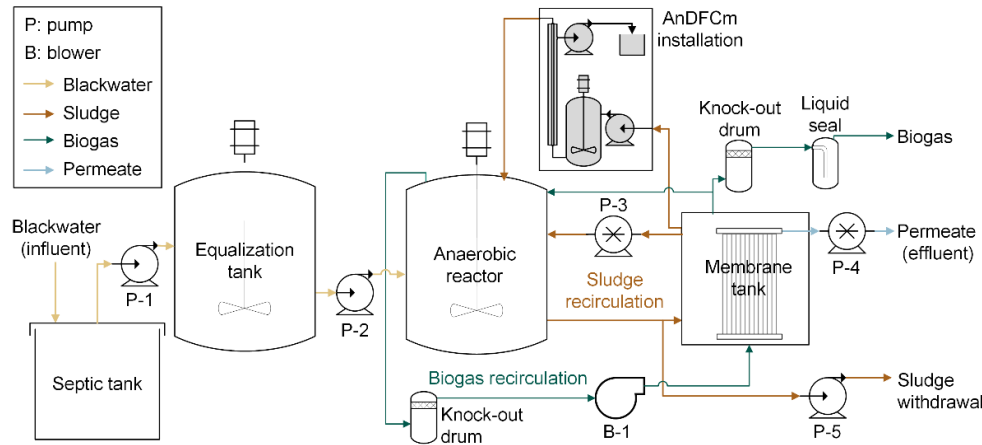 P: pump
B: blower
Blackwater
Sludge
Biogas
Permeate
AnDFCm
installation
Knock-out
drum
Liquid
seal
Biogas
Blackwater
(influent)
P-1
Equalization
tank
P-2
Anaerobic
reactor
P-3
Sludge
recirculation
Membrane
tank
P-4
Permeate
(effluent)
Septic tank
Biogas recirculation
Knock-out
drum
B-1
P-5
Sludge
withdrawal